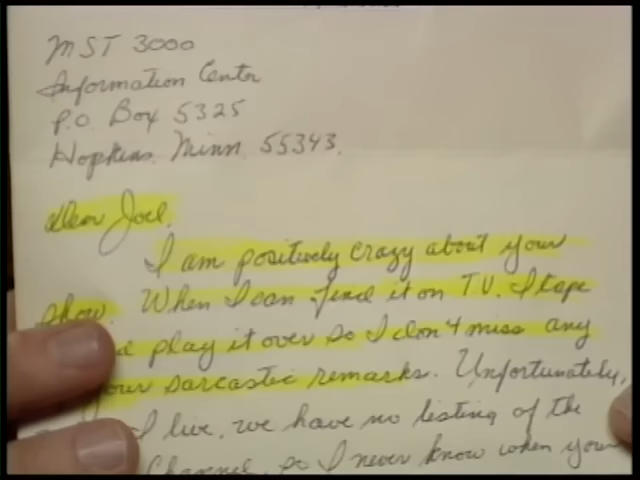 MST 3000
Information Center
P.O. Box 5325
Hopkins, Minn. 55343.
Dear Joel,
I am positively crazy about your
show. When I can find it on T.V. I tape
play it over so I don't miss any
your sarcastic remarks. Unfortunately,
I live, we have no listing of the
Channel, so I never know when your